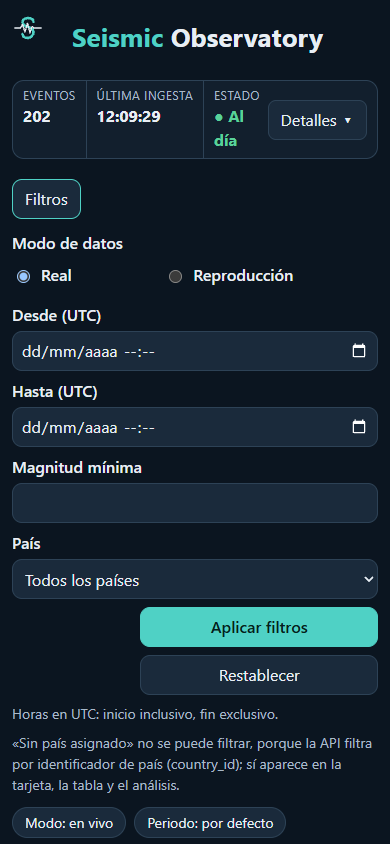 Seismic Observatory
EVENTOS
202
ÚLTIMA INGESTA
12:09:29
ESTADO
● Al
día
Detalles ▼
Filtros
Modo de datos
Real
Reproducción
Desde (UTC)
dd/mm/aaaa --:--
Hasta (UTC)
dd/mm/aaaa --:--
Magnitud mínima
País
Todos los países
Aplicar filtros
Restablecer
Horas en UTC: inicio inclusivo, fin exclusivo.
«Sin país asignado» no se puede filtrar, porque la API filtra
por identificador de país (country_id); sí aparece en la
tarjeta, la tabla y el análisis.
Modo: en vivo
Periodo: por defecto